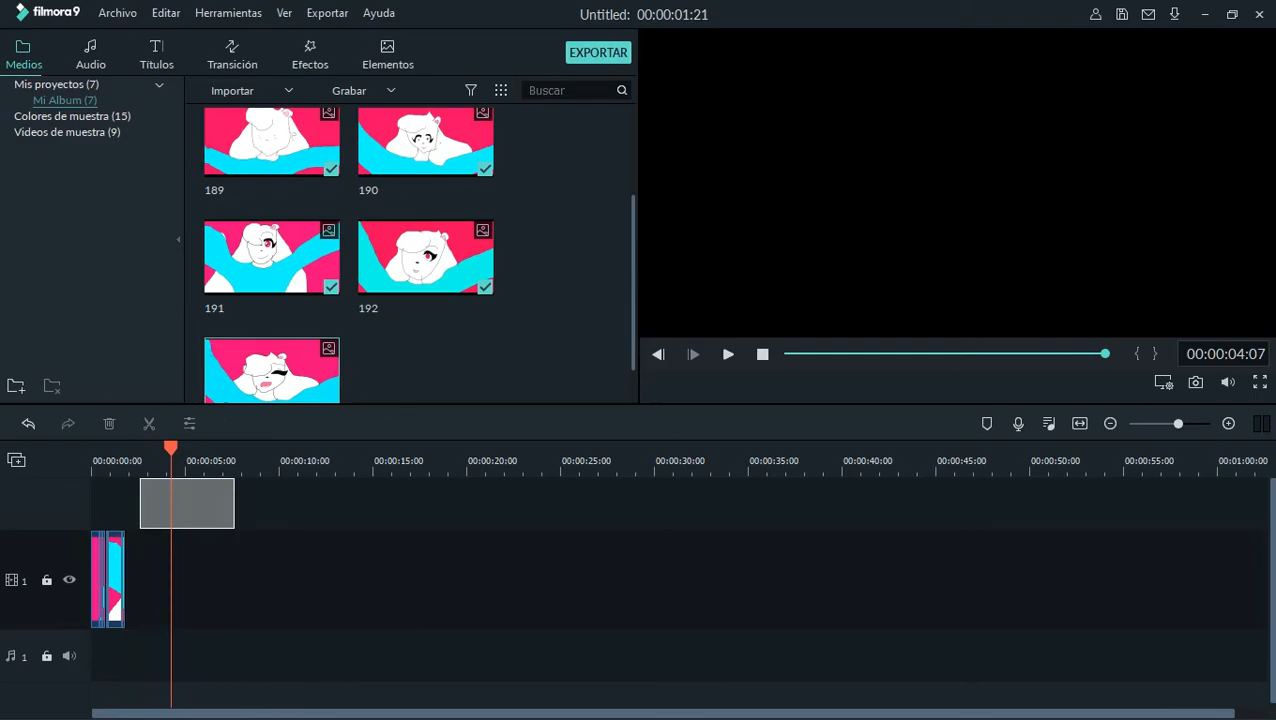 filmora9 Archivo Editar Herramientas Ver Exportar Ayuda Untitled: 00:00:01:21
Medios Audio Títulos Transición Efectos Elementos EXPORTAR
Mis proyectos (7)
Mi Album (7)
Colores de muestra (15)
Videos de muestra (9)
Importar Grabar Buscar
189 190
191 192
00:00:04:07
00:00:00:00 00:00:05:00 00:00:10:00 00:00:15:00 00:00:20:00 00:00:25:00 00:00:30:00 00:00:35:00 00:00:40:00 00:00:45:00 00:00:50:00 00:00:55:00 00:01:00:00
1
1